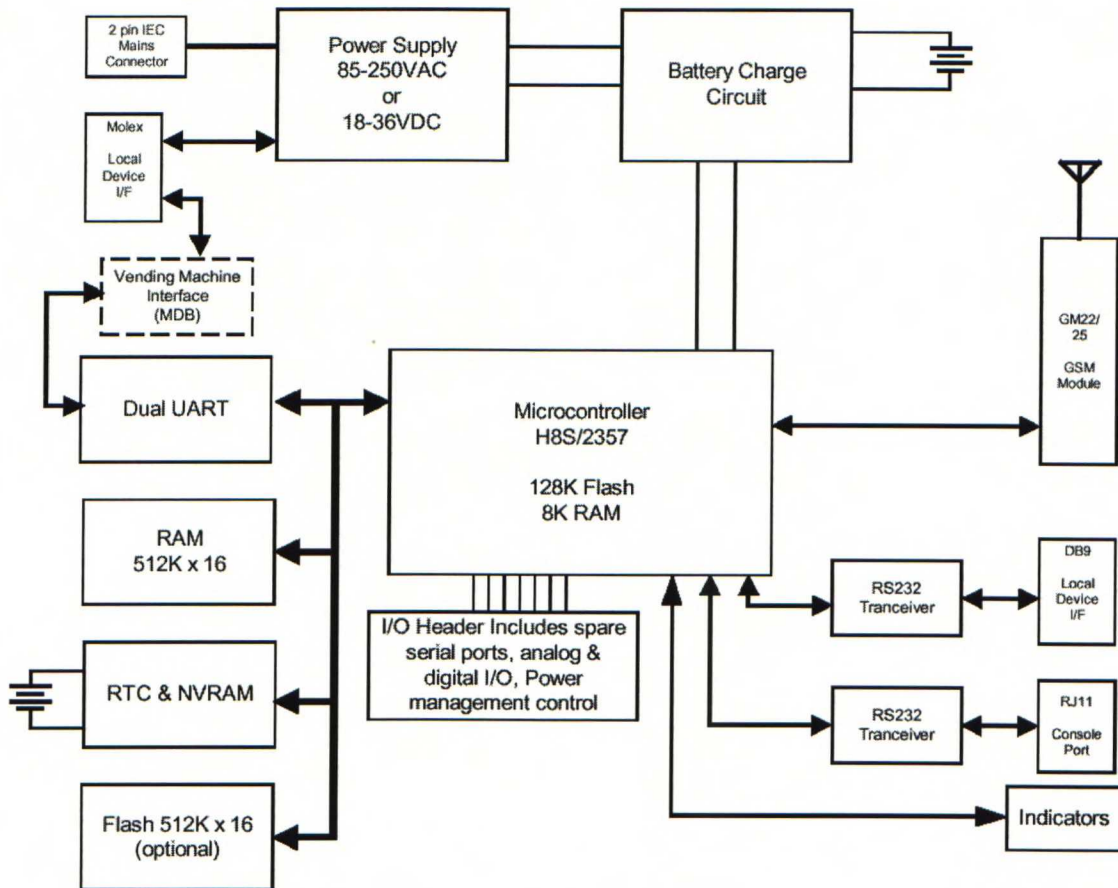 2 pin IEC
Mains
Connector
Power Supply
85-250VAC
or
18-36VDC
Battery Charge
Circuit
Molex
Local
Device
I/F
Vending Machine
Interface
(MDB)
GM22/
25
GSM
Module
Dual UART
Microcontroller
H8S/2357
128K Flash
8K RAM
RAM
512K x 16
RS232
Tranceiver
DB9
Local
Device
I/F
I/O Header Includes spare
serial ports, analog &
digital I/O, Power
management control
RTC & NVRAM
RS232
Tranceiver
RJ11
Console
Port
Flash 512K x 16
(optional)
Indicators